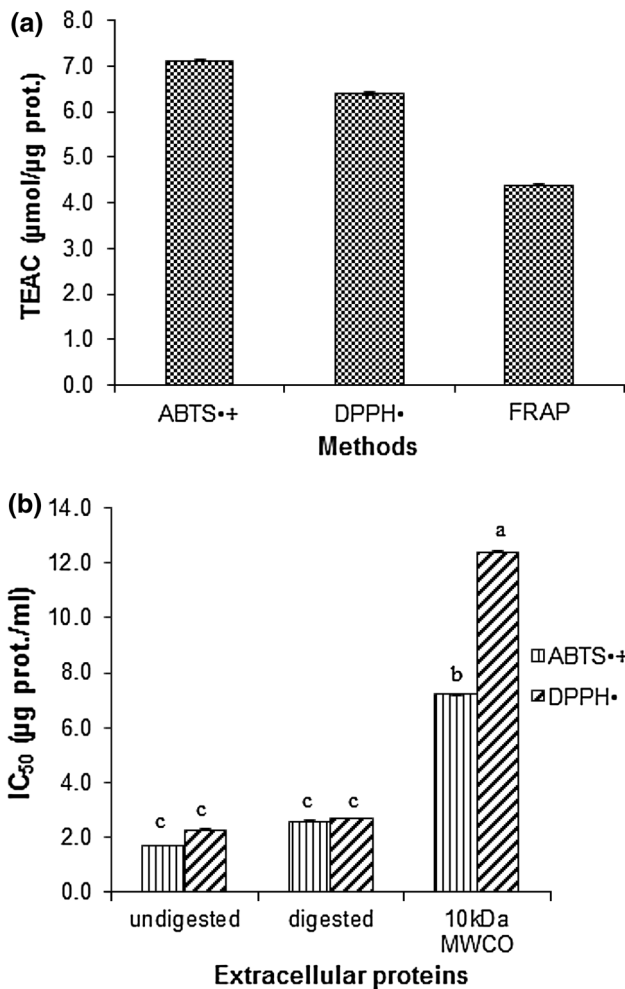 (a)
8.0
7.0
6.0
5.0
4.0
3.0
2.0
1.0
0.0
TEAC (µmol/µg prot.)
ABTS•+ DPPH• FRAP
Methods
(b)
14.0
12.0
10.0
8.0
6.0
4.0
2.0
0.0
IC50 (µg prot./ml)
c c c c b a
ABTS•+
DPPH•
undigested digested 10kDa
MWCO
Extracellular proteins